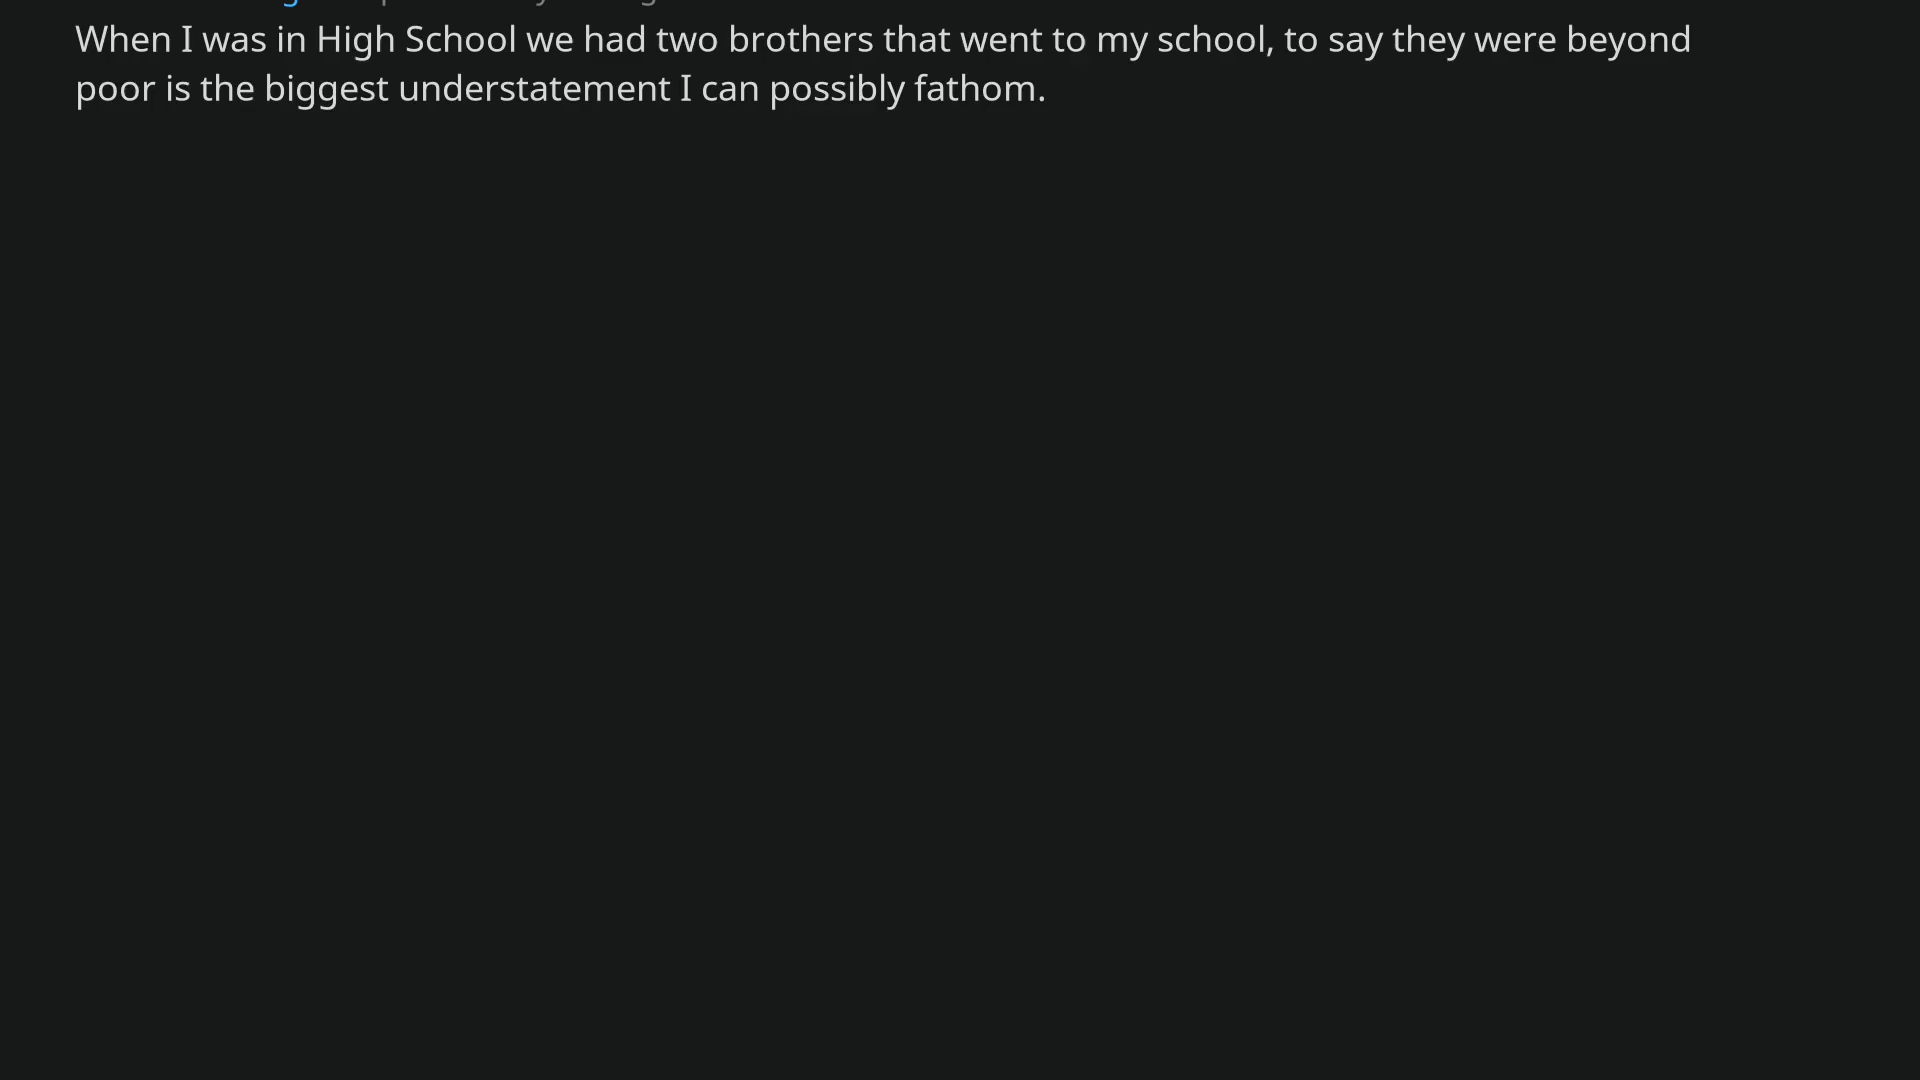 When I was in High School we had two brothers that went to my school, to say they were beyond
poor is the biggest understatement I can possibly fathom.